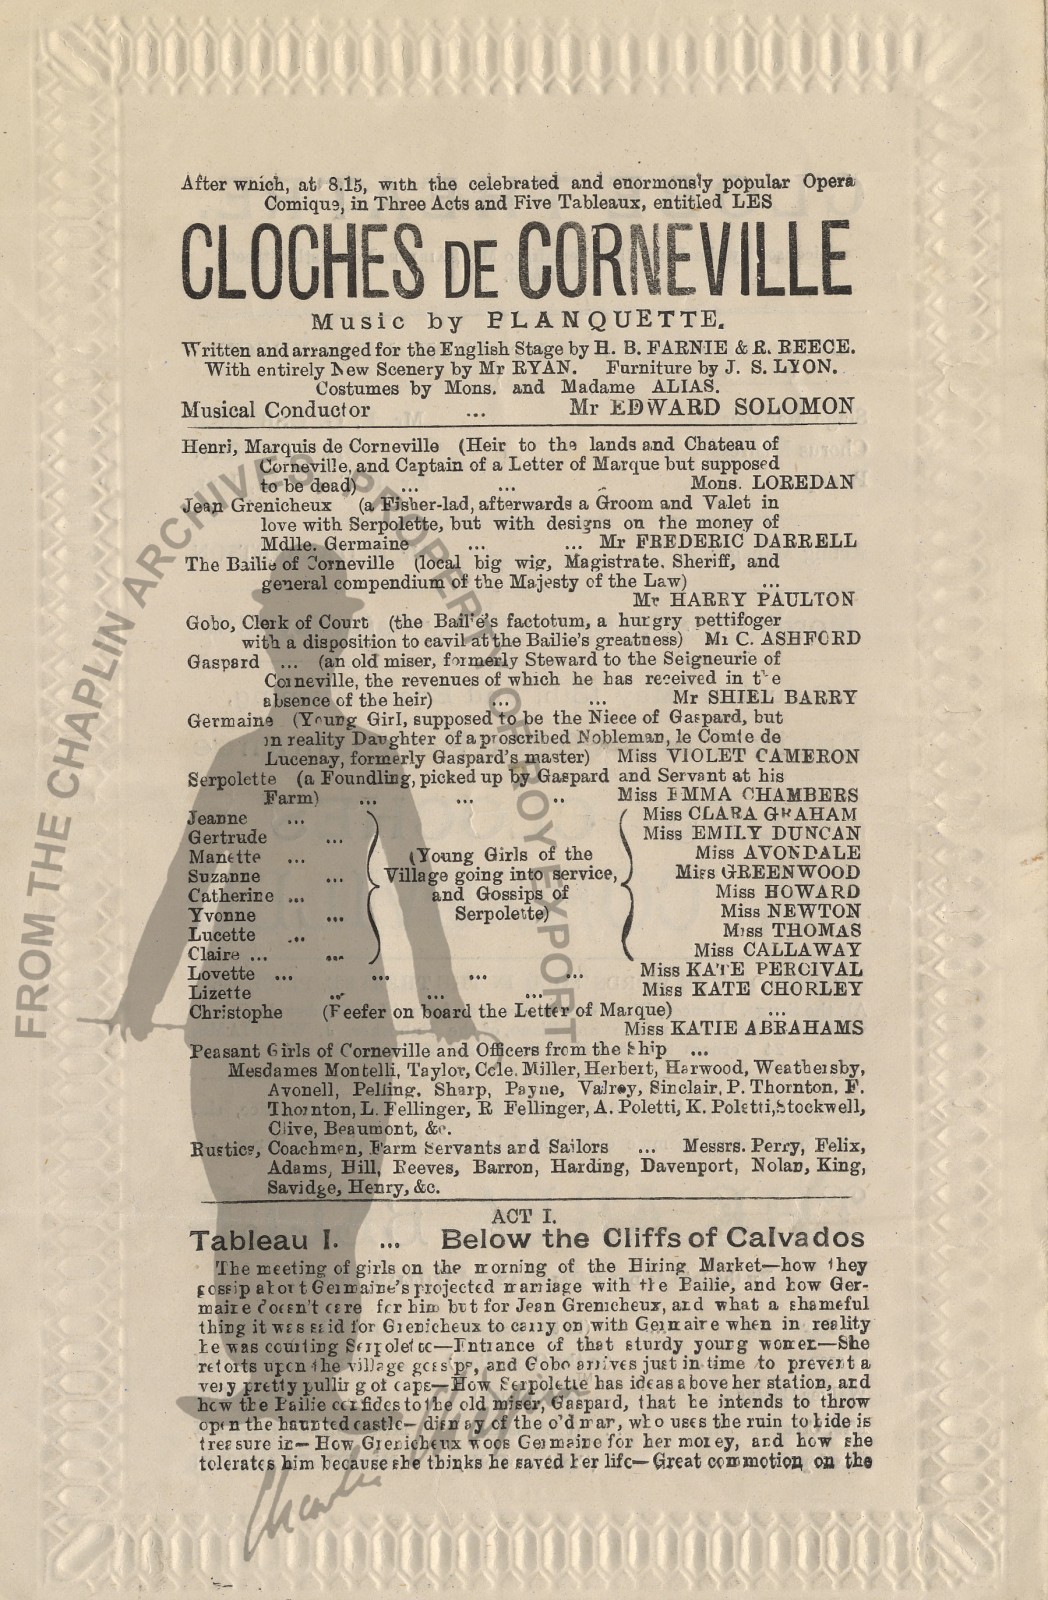 After which, at 8.15, with the celebrated and enormously popular Opera
Comique, in Three Acts and Five Tableaux, entitled LES
CLOCHES DE CORNEVILLE
Music by PLANQUETTE.
Written and arranged for the English Stage by H. B. FARNIE & R. REECE.
With entirely New Scenery by Mr RYAN. Furniture by J. S. LYON.
Costumes by Mons. and Madame ALIAS.
Musical Conductor ... Mr EDWARD SOLOMON
Henri, Marquis de Corneville (Heir to the lands and Chateau of
Corneville, and Captain of a Letter of Marque but supposed
to be dead) ... ... Mons. LOREDAN
Jean Grenicheux (a Fisher-lad, afterwards a Groom and Valet in
love with Serpolette, but with designs on the money of
Mdlle. Germaine ... ... Mr FREDERIC DARRELL
The Bailie of Corneville (local big wig, Magistrate. Sheriff, and
general compendium of the Majesty of the Law) ...
Mr HARRY PAULTON
Gobo, Clerk of Court (the Bailie's factotum, a hungry pettifoger
with a disposition to cavil at the Bailie's greatness) Mr C. ASHFORD
Gaspard ... (an old miser, formerly Steward to the Seigneurie of
Corneville, the revenues of which he has received in the
absence of the heir) ... ... Mr SHIEL BARRY
Germaine (Young Girl, supposed to be the Niece of Gaspard, but
in reality Daughter of a proscribed Nobleman, le Comte de
Lucenay, formerly Gaspard's master) Miss VIOLET CAMERON
Serpolette (a Foundling, picked up by Gaspard and Servant at his
Farm) ... ... .. Miss EMMA CHAMBERS
Jeanne ... Miss CLARA GRAHAM
Gertrude ... Miss EMILY DUNCAN
Manette ... (Young Girls of the Miss AVONDALE
Suzanne ... Village going into service, Miss GREENWOOD
Catherine ... and Gossips of Miss HOWARD
Yvonne ... Serpolette) Miss NEWTON
Lucette ... Miss THOMAS
Claire ... ... Miss CALLAWAY
Lovette ... ... ... ... Miss KATE PERCIVAL
Lizette .. ... ... Miss KATE CHORLEY
Christophe (Feefer on board the Letter of Marque) ...
Miss KATIE ABRAHAMS
Peasant Girls of Corneville and Officers from the Ship ...
Mesdames Montelli, Taylor, Cole. Miller, Herbert, Harwood, Weathersby,
Avonell, Pelling. Sharp, Payne, Valroy, Sinclair, P. Thornton, F.
Thornton, L. Fellinger, R Fellinger, A. Poletti, K. Poletti, Stockwell,
Clive, Beaumont, &c.
Rustics, Coachmen, Farm Servants and Sailors ... Messrs. Perry, Felix,
Adams, Hill, Reeves, Barron, Harding, Davenport, Nolan, King,
Savidge, Henry, &c.
ACT I.
Tableau I. ... Below the Cliffs of Calvados
The meeting of girls on the morning of the Hiring Market—how they
gossip about Germaine's projected marriage with the Bailie, and how Ger-
maine doesn't care for him but for Jean Grenicheux, and what a shameful
thing it was said for Grenicheux to carry on with Germaine when in reality
he was courting Serpolette—Entrance of that sturdy young women—She
retorts upon the village gossips, and Gobo arrives just in time to prevent a
very pretty pulling of caps—How Serpolette has ideas above her station, and
how the Bailie confides to the old miser, Gaspard, that he intends to throw
open the haunted castle—dismay of the old man, who uses the ruin to hide is
treasure in—How Grenicheux woos Germaine for her money, and how she
tolerates him because she thinks he saved her life—Great commotion on the
FROM THE CHAPLIN ARCHIVES, PROPERTY OF ROY EXPORT
Charlie Chaplin